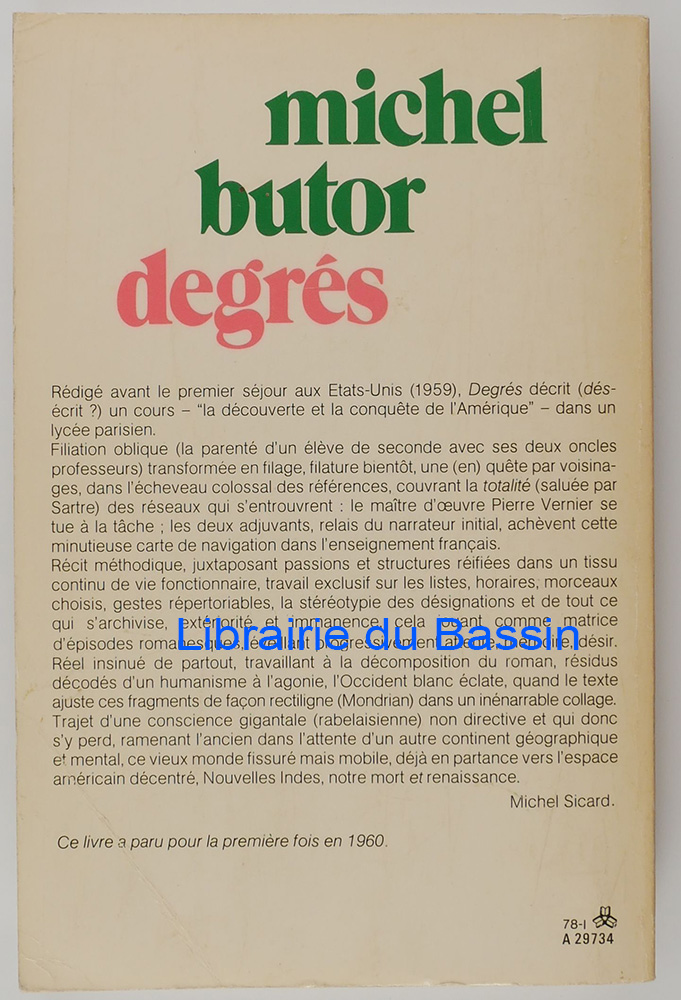 michel
butor
degrés
Rédigé avant le premier séjour aux Etats-Unis (1959), Degrés décrit (dés-
écrit ?) un cours – “la découverte et la conquête de l'Amérique” – dans un
lycée parisien.
Filiation oblique (la parenté d'un élève de seconde avec ses deux oncles
professeurs) transformée en filage, filature bientôt, une (en) quête par voisina-
ges, dans l'écheveau colossal des références, couvrant la totalité (saluée par
Sartre) des réseaux qui s'entrouvrent : le maître d'œuvre Pierre Vernier se
tue à la tâche ; les deux adjuvants, relais du narrateur initial, achèvent cette
minutieuse carte de navigation dans l'enseignement français.
Récit méthodique, juxtaposant passions et structures réifiées dans un tissu
continu de vie fonctionnaire, travail exclusif sur les listes, horaires, morceaux
choisis, gestes répertoriables, la stéréotypie des désignations et de tout ce
qui s'archivise, extériorité et immanence, cela jouant comme matrice
Librairie du Bassin
d'épisodes romanesques, éveillant progressivement attente, mémoire, désir.
Réel insinué de partout, travaillant à la décomposition du roman, résidus
décodés d'un humanisme à l'agonie, l'Occident blanc éclate, quand le texte
ajuste ces fragments de façon rectiligne (Mondrian) dans un inénarrable collage.
Trajet d'une conscience gigantale (rabelaisienne) non directive et qui donc
s'y perd, ramenant l'ancien dans l'attente d'un autre continent géographique
et mental, ce vieux monde fissuré mais mobile, déjà en partance vers l'espace
américain décentré, Nouvelles Indes, notre mort et renaissance.
Michel Sicard.
Ce livre a paru pour la première fois en 1960.
78-I
A 29734